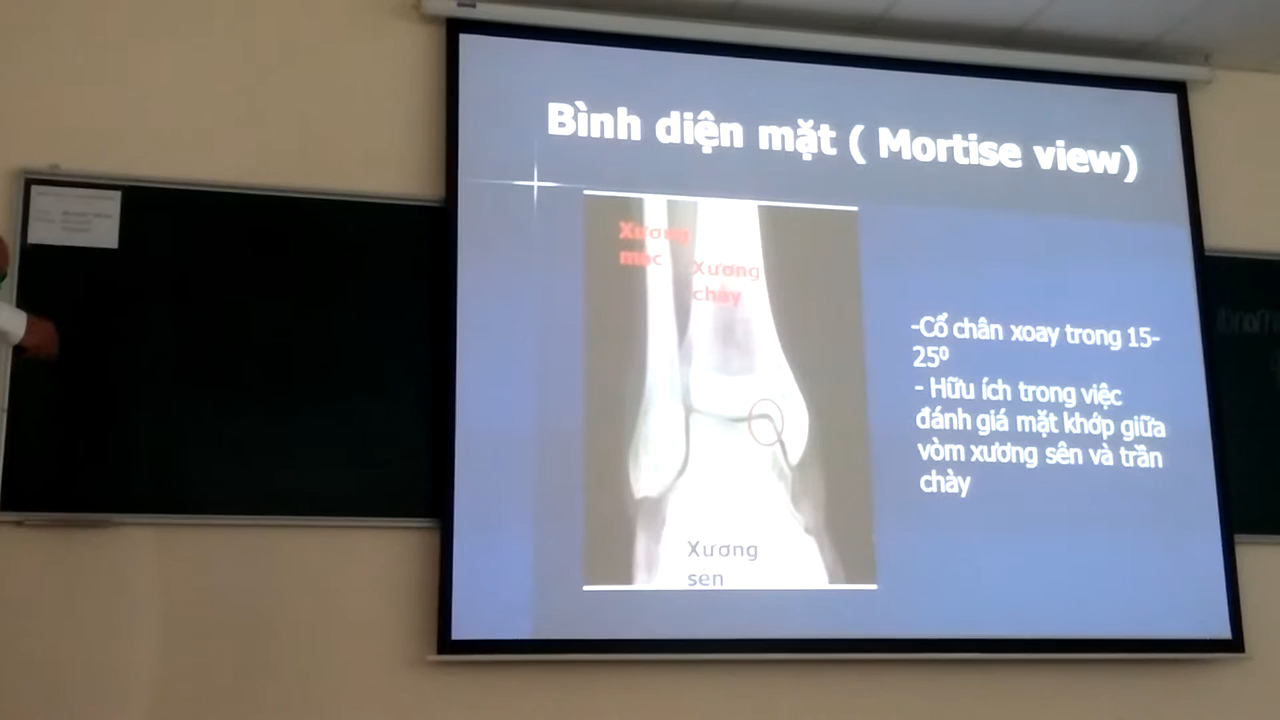 Bình diện mặt ( Mortise view)
Xương
mác
Xương
chày
-Cổ chân xoay trong 15-
25⁰
- Hữu ích trong việc
đánh giá mặt khớp giữa
vòm xương sên và trần
chày
Xương
sen